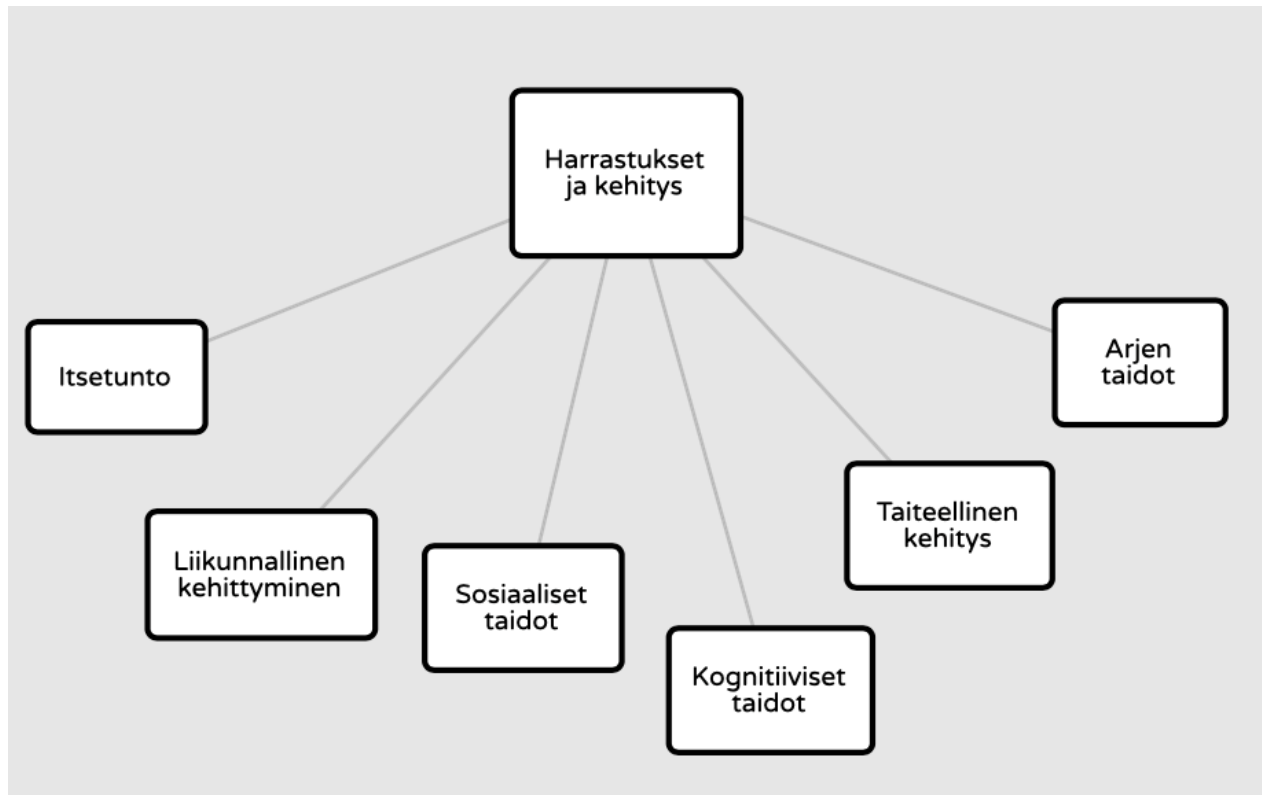 Harrastukset
ja kehitys
Itsetunto
Arjen
taidot
Liikunnallinen
kehittyminen
Sosiaaliset
taidot
Kognitiiviset
taidot
Taiteellinen
kehitys